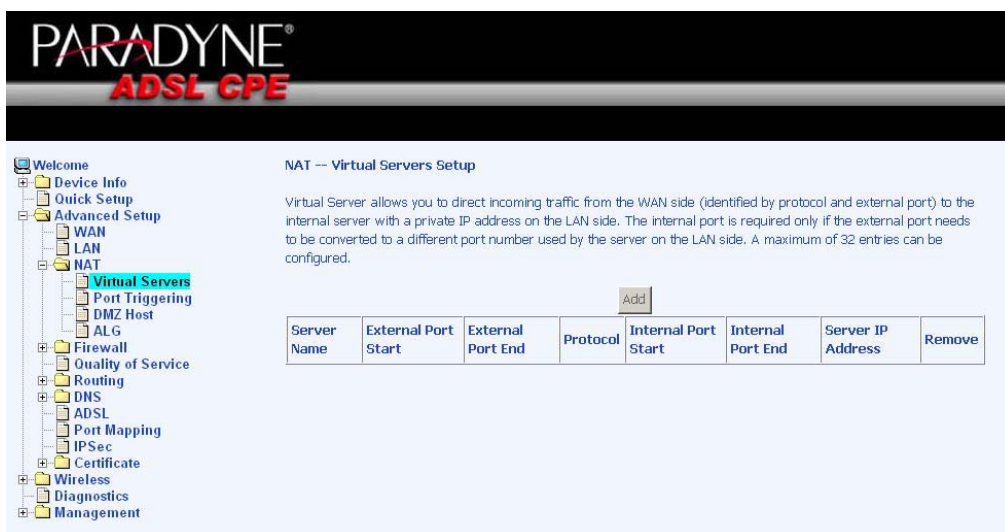 PARADYNE®
ADSL CPE
Welcome
Device Info
Quick Setup
Advanced Setup
WAN
LAN
NAT
Virtual Servers
Port Triggering
DMZ Host
ALG
Firewall
Quality of Service
Routing
DNS
ADSL
Port Mapping
IPSec
Certificate
Wireless
Diagnostics
Management
NAT -- Virtual Servers Setup
Virtual Server allows you to direct incoming traffic from the WAN side (identified by protocol and external port) to the
internal server with a private IP address on the LAN side. The internal port is required only if the external port needs
to be converted to a different port number used by the server on the LAN side. A maximum of 32 entries can be
configured.
Add
Server Name External Port Start External Port End Protocol Internal Port Start Internal Port End Server IP Address Remove